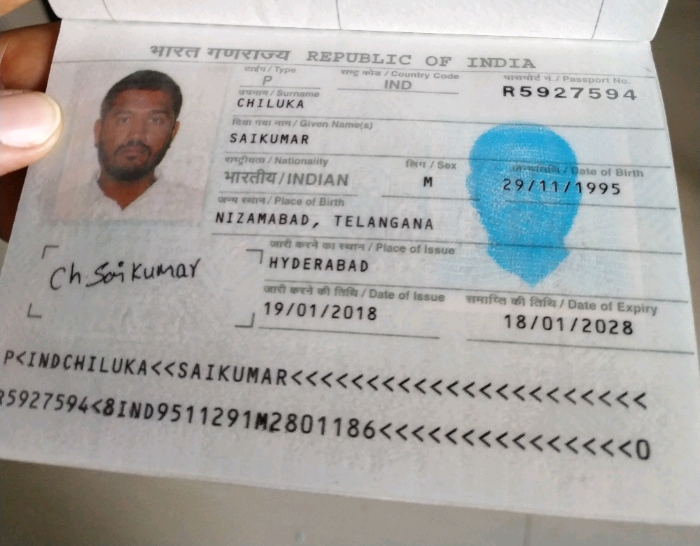 भारत गणराज्य REPUBLIC OF INDIA
टाईप / Type राष्ट्र कोड / Country Code पासपोर्ट नं. / Passport No.
P IND R5927594
उपनाम / Surname
CHILUKA
दिया गया नाम / Given Name(s)
SAIKUMAR
राष्ट्रीयता / Nationality लिंग / Sex जन्मतिथि / Date of Birth
भारतीय / INDIAN M 29/11/1995
जन्म स्थान / Place of Birth
NIZAMABAD, TELANGANA
जारी करने का स्थान / Place of Issue
HYDERABAD
जारी करने की तिथि / Date of Issue समाप्ति की तिथि / Date of Expiry
19/01/2018 18/01/2028
Ch.Saikumar
P<INDCHILUKA<<SAIKUMAR<<<<<<<<<<<<<<<<<<<<<<
R5927594<8IND9511291M2801186<<<<<<<<<<<<<<<0